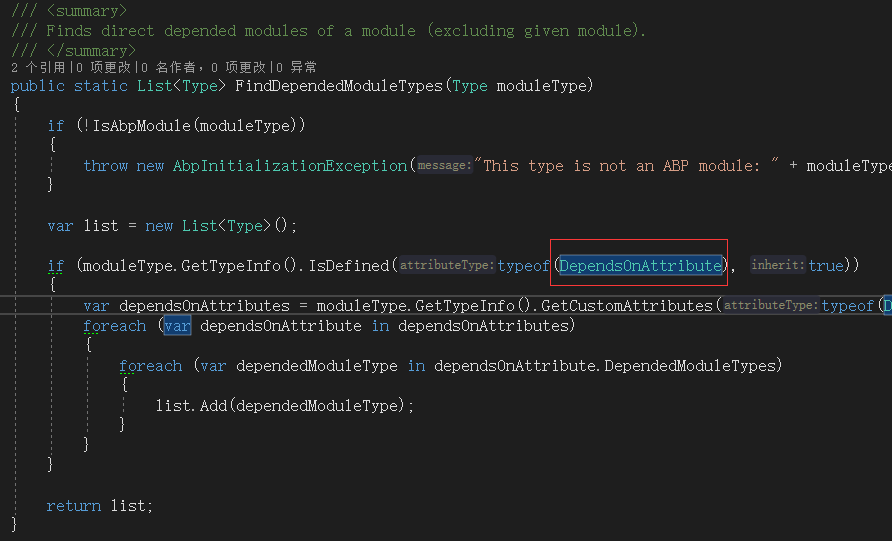 /// <summary>
/// Finds direct depended modules of a module (excluding given module).
/// </summary>
2 个引用|0 项更改|0 名作者，0 项更改|0 异常
public static List<Type> FindDependedModuleTypes(Type moduleType)
{
if (!IsAbpModule(moduleType))
{
throw new AbpInitializationException(message:"This type is not an ABP module: " + moduleType
}
var list = new List<Type>();
if (moduleType.GetTypeInfo().IsDefined(attributeType:typeof(DependsOnAttribute), inherit:true))
{
var dependsOnAttributes = moduleType.GetTypeInfo().GetCustomAttributes(attributeType:typeof(D
foreach (var dependsOnAttribute in dependsOnAttributes)
{
foreach (var dependedModuleType in dependsOnAttribute.DependedModuleTypes)
{
list.Add(dependedModuleType);
}
}
}
return list;
}